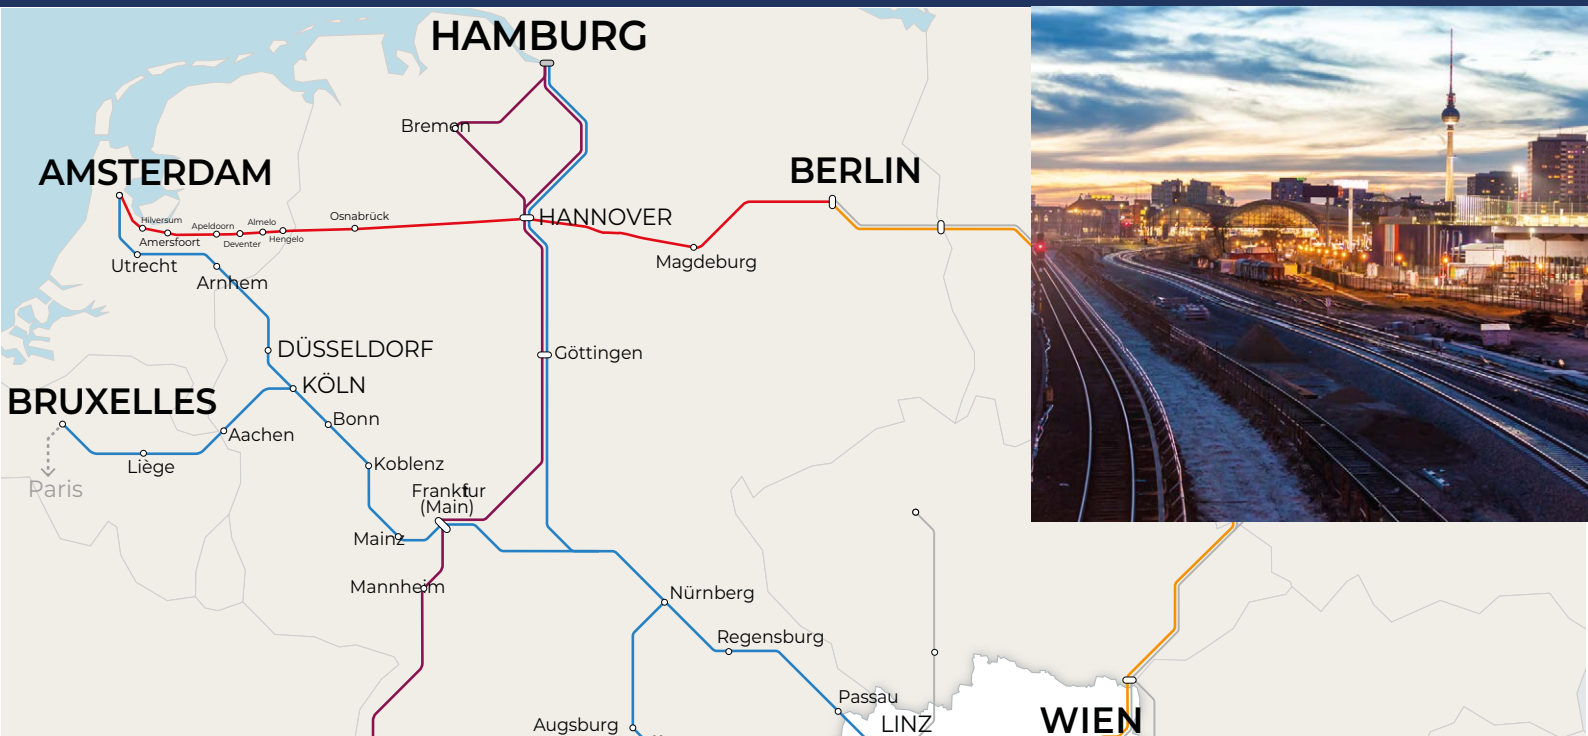 HAMBURG
Bremen
AMSTERDAM
BERLIN
Hilversum
Apeldoorn
Almelo
Osnabrück
HANNOVER
Amersfoort
Deventer
Hengelo
Utrecht
Magdeburg
Arnhem
DÜSSELDORF
Göttingen
KÖLN
BRUXELLES
Bonn
Aachen
Liège
Koblenz
Paris
Frankfur
(Main)
Mainz
Mannheim
Nürnberg
Regensburg
Passau
LINZ
WIEN
Augsburg